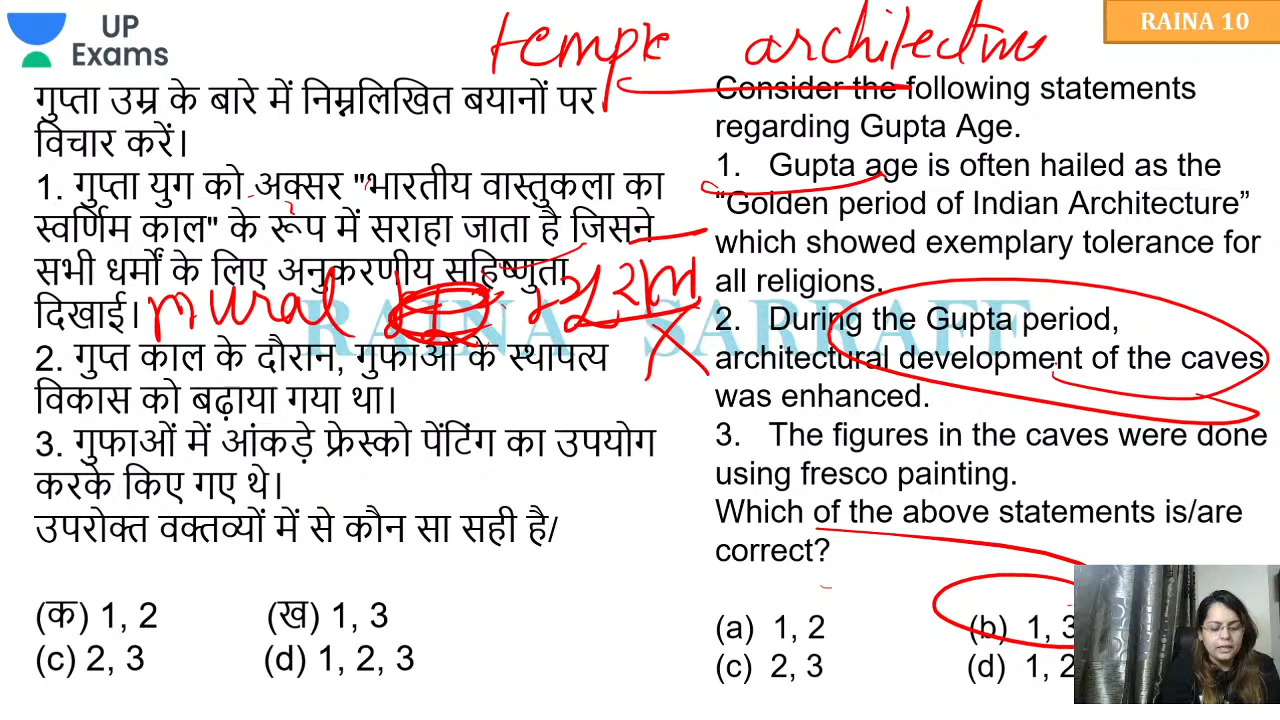 UP
Exams
RAINA 10
temple architecture
गुप्ता उम्र के बारे में निम्नलिखित बयानों पर
विचार करें।
1. गुप्ता युग को अक्सर "भारतीय वास्तुकला का
स्वर्णिम काल" के रूप में सराहा जाता है जिसने
सभी धर्मों के लिए अनुकरणीय सहिष्णुता
दिखाई।
mural
2. गुप्त काल के दौरान, गुफाओं के स्थापत्य
विकास को बढ़ाया गया था।
3. गुफाओं में आंकड़े फ्रेस्को पेंटिंग का उपयोग
करके किए गए थे।
उपरोक्त वक्तव्यों में से कौन सा सही है/
(क) 1, 2 (ख) 1, 3
(c) 2, 3 (d) 1, 2, 3
RAINA SARRAFF
Consider the following statements
regarding Gupta Age.
1. Gupta age is often hailed as the
“Golden period of Indian Architecture”
which showed exemplary tolerance for
all religions.
2. During the Gupta period,
architectural development of the caves
was enhanced.
3. The figures in the caves were done
using fresco painting.
Which of the above statements is/are
correct?
(a) 1, 2 (b) 1, 3
(c) 2, 3 (d) 1, 2